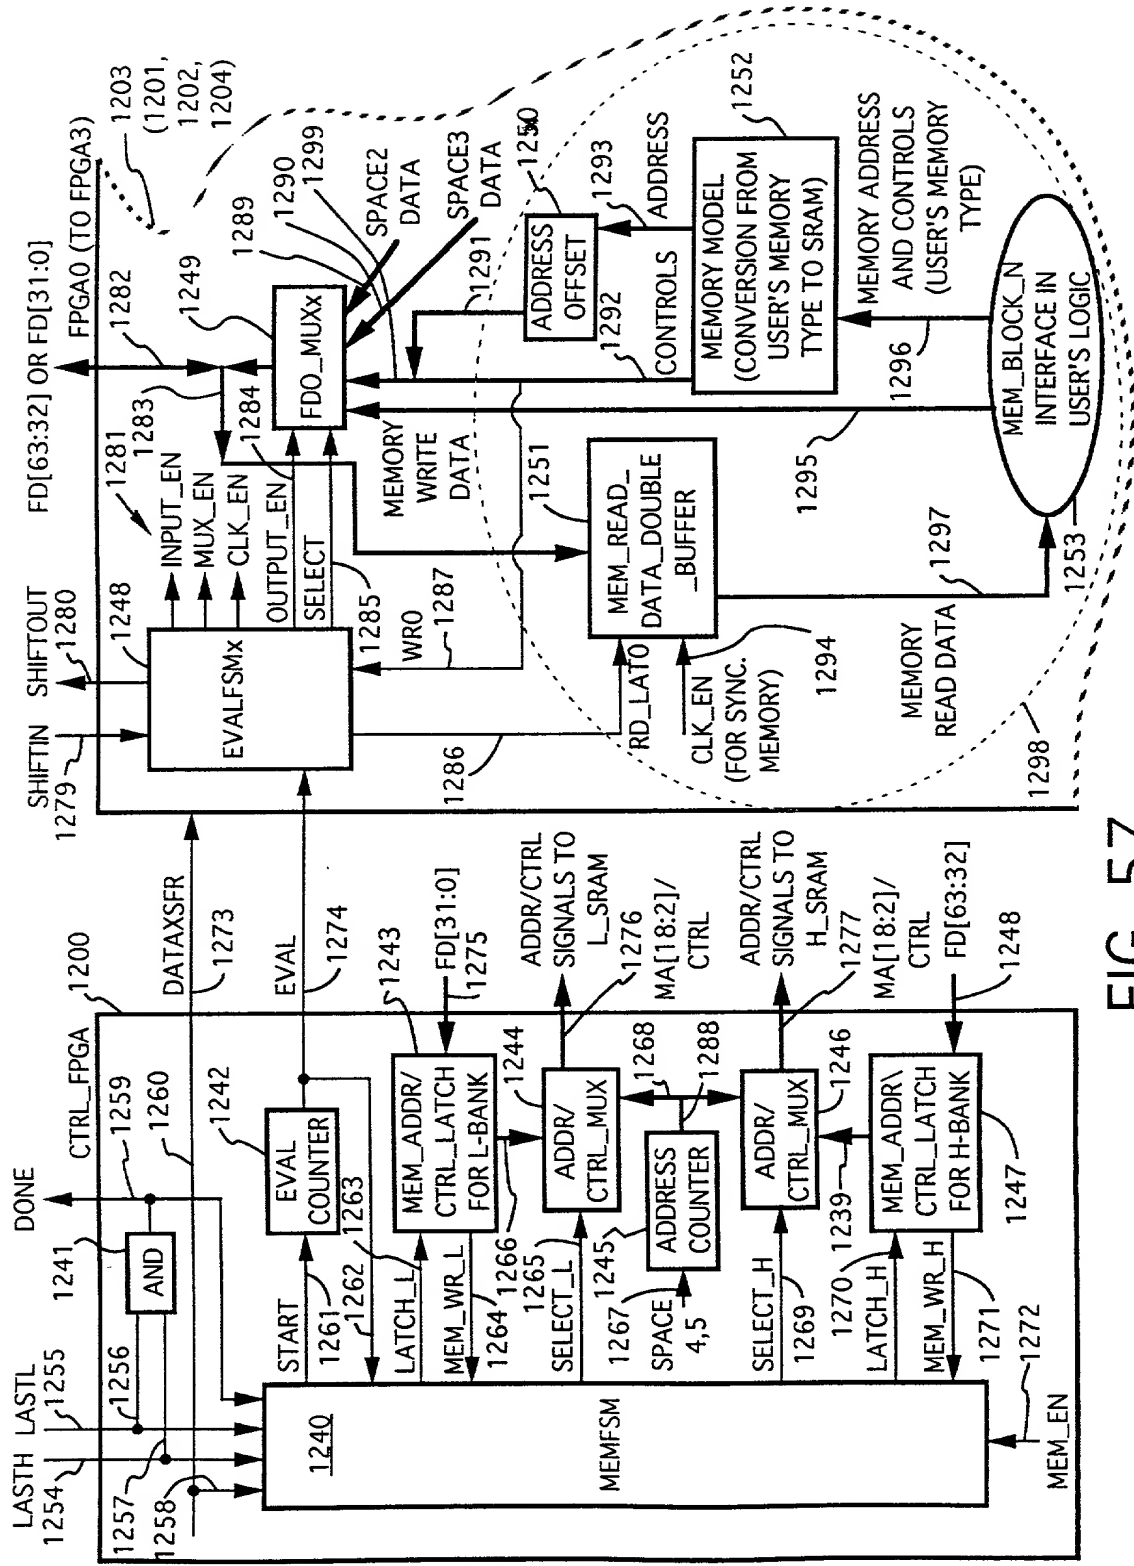 LASTH LASTL
1254
1255
DONE
1256
1257
1258
1241
AND
1259
1260
CTRL_FPGA
1200
DATAXSFR
1273
1240
MEMFSM
START
1261
1262
EVAL
COUNTER
1242
EVAL
1274
1263
LATCH_L
MEM_WR_L
1264
MEM_ADDR/
CTRL_LATCH
FOR L-BANK
1243
FD[31:0]
1275
1266
1265
SELECT_L
ADDR/
CTRL_MUX
1244
ADDR/CTRL
SIGNALS TO
L_SRAM
1276
MA[18:2]/
CTRL
1245
1267
SPACE
4,5
ADDRESS
COUNTER
1268
1288
SELECT_H
1269
ADDR/
CTRL_MUX
1246
ADDR/CTRL
SIGNALS TO
H_SRAM
1277
MA[18:2]/
CTRL
1239
1270
LATCH_H
MEM_WR_H
1271
MEM_ADDR\
CTRL_LATCH
FOR H-BANK
1247
FD[63:32]
1248
MEM_EN
1272
SHIFTIN
1279
SHIFTOUT
1280
1248
EVALFSMx
1281
INPUT_EN
MUX_EN
CLK_EN
OUTPUT_EN
SELECT
1285
1283
1284
FD[63:32] OR FD[31:0]
1282
FPGA0 (TO FPGA3)
1203
(1201,
1202,
1204)
1249
FDO_MUXx
1289
1290
1299
SPACE2
DATA
SPACE3
DATA
1291
WR0
1287
1286
MEMORY
WRITE
DATA
1251
MEM_READ_
DATA_DOUBLE
_BUFFER
RD_LAT0
CLK_EN
(FOR SYNC.
MEMORY)
1294
ADDRESS
OFFSET
1250
1293
ADDRESS
1292
CONTROLS
1252
MEMORY MODEL
(CONVERSION FROM
USER'S MEMORY
TYPE TO SRAM)
MEMORY ADDRESS
AND CONTROLS
(USER'S MEMORY
TYPE)
1296
1295
MEMORY
READ DATA
1297
MEM_BLOCK_N
INTERFACE IN
USER'S LOGIC
1253
1298
FIG. 57